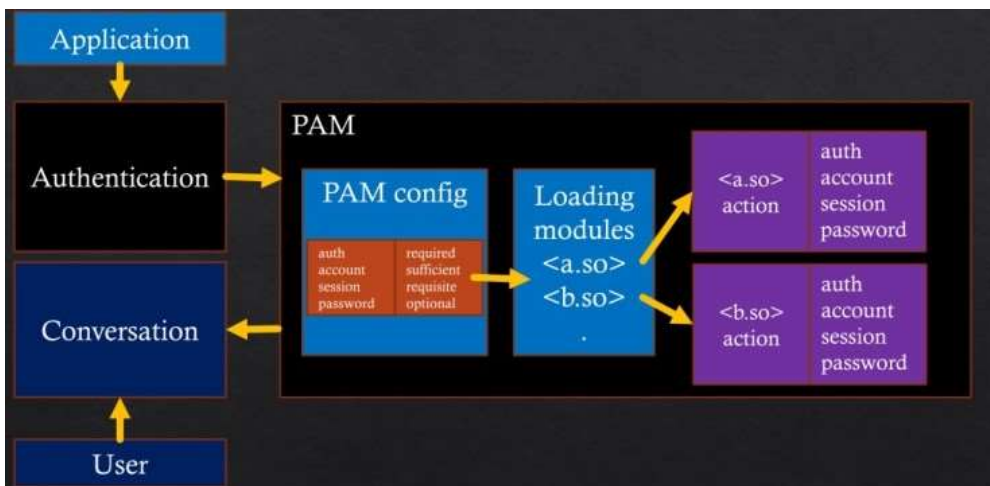 Application
Authentication
Conversation
User
PAM
PAM config
auth
account
session
password
required
sufficient
requisite
optional
Loading
modules
<a.so>
<b.so>
.
<a.so>
action
auth
account
session
password
<b.so>
action
auth
account
session
password